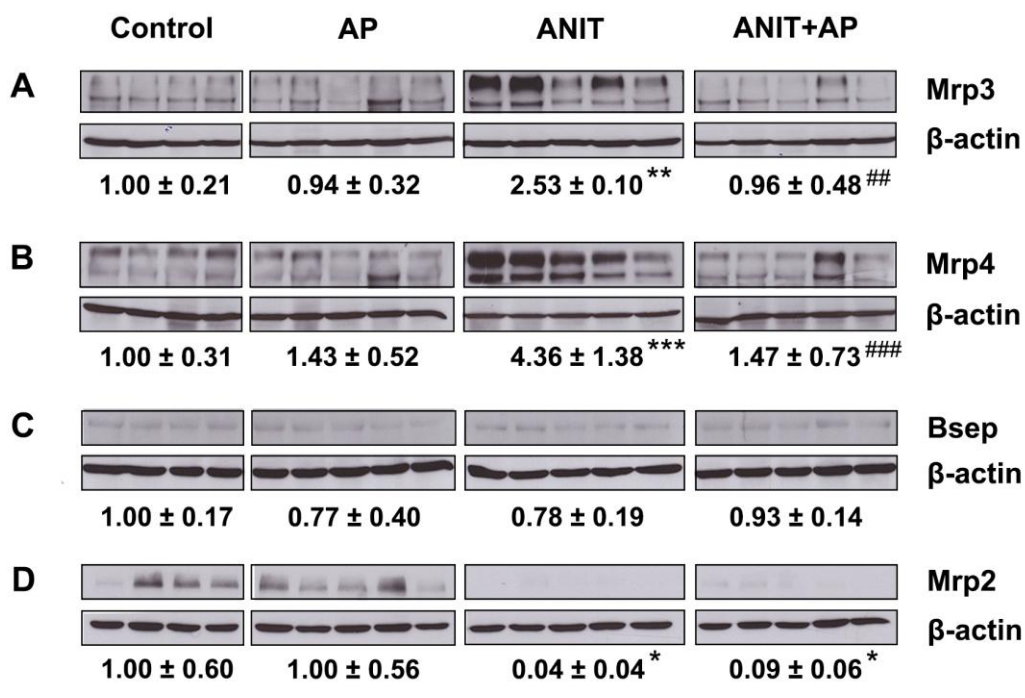 Control AP ANIT ANIT+AP
A Mrp3
β-actin
1.00 ± 0.21 0.94 ± 0.32 2.53 ± 0.10 ** 0.96 ± 0.48 ##
B Mrp4
β-actin
1.00 ± 0.31 1.43 ± 0.52 4.36 ± 1.38 *** 1.47 ± 0.73 ###
C Bsep
β-actin
1.00 ± 0.17 0.77 ± 0.40 0.78 ± 0.19 0.93 ± 0.14
D Mrp2
β-actin
1.00 ± 0.60 1.00 ± 0.56 0.04 ± 0.04 * 0.09 ± 0.06 *